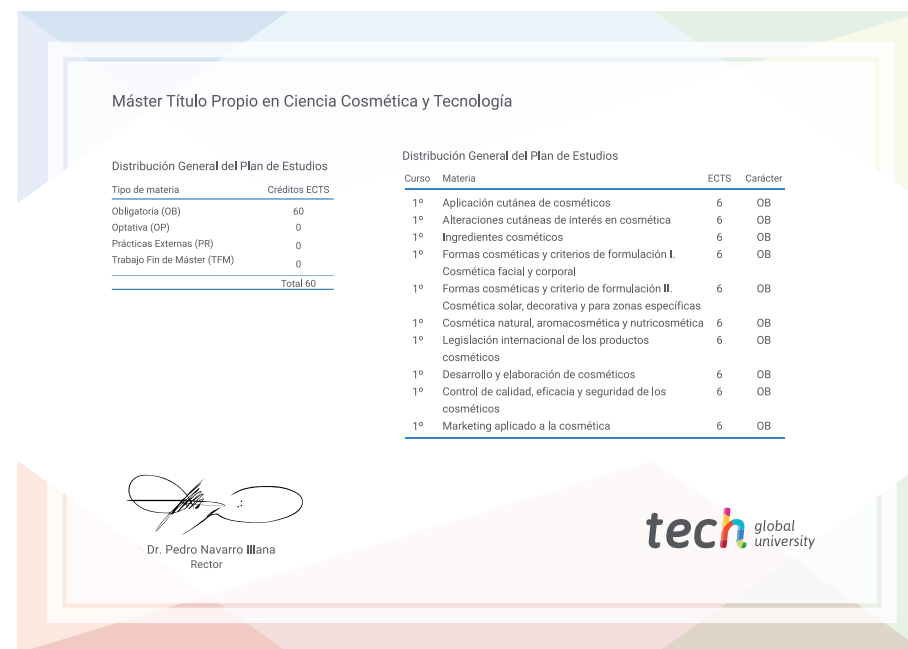 Máster Título Propio en Ciencia Cosmética y Tecnología
Distribución General del Plan de Estudios
Tipo de materia Créditos ECTS
Obligatoria (OB) 60
Optativa (OP) 0
Prácticas Externas (PR) 0
Trabajo Fin de Máster (TFM) 0
Total 60
Distribución General del Plan de Estudios
Curso Materia ECTS Carácter
1º Aplicación cutánea de cosméticos 6 OB
1º Alteraciones cutáneas de interés en cosmética 6 OB
1º Ingredientes cosméticos 6 OB
1º Formas cosméticas y criterios de formulación I. 6 OB
Cosmética facial y corporal
1º Formas cosméticas y criterio de formulación II. 6 OB
Cosmética solar, decorativa y para zonas específicas
1º Cosmética natural, aromacosmética y nutricosmética 6 OB
1º Legislación internacional de los productos 6 OB
cosméticos
1º Desarrollo y elaboración de cosméticos 6 OB
1º Control de calidad, eficacia y seguridad de los 6 OB
cosméticos
1º Marketing aplicado a la cosmética 6 OB
Dr. Pedro Navarro Illana
Rector
tech global
university